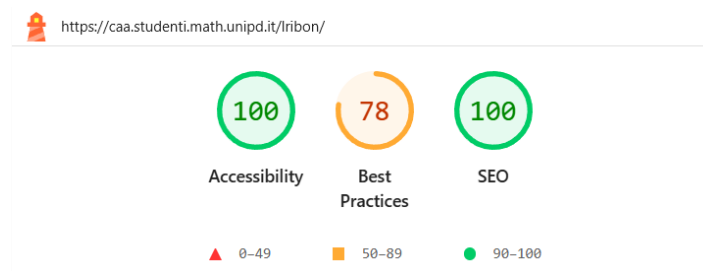 https://caa.studenti.math.unipd.it/lribon/
100 78 100
Accessibility Best Practices SEO
0–49 50–89 90–100